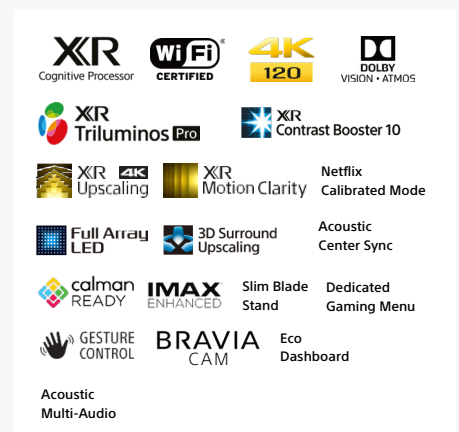 XR
Cognitive Processor
Wi Fi®
CERTIFIED
4K
120
DOLBY
VISION • ATMOS
XR
Triluminos Pro
XR
Contrast Booster 10
XR 4K
Upscaling
XR
Motion Clarity
Netflix
Calibrated Mode
Full Array
LED
3D Surround
Upscaling
Acoustic
Center Sync
calman
READY
IMAX
ENHANCED
Slim Blade
Stand
Dedicated
Gaming Menu
GESTURE
CONTROL
BRAVIA
CAM
Eco
Dashboard
Acoustic
Multi-Audio